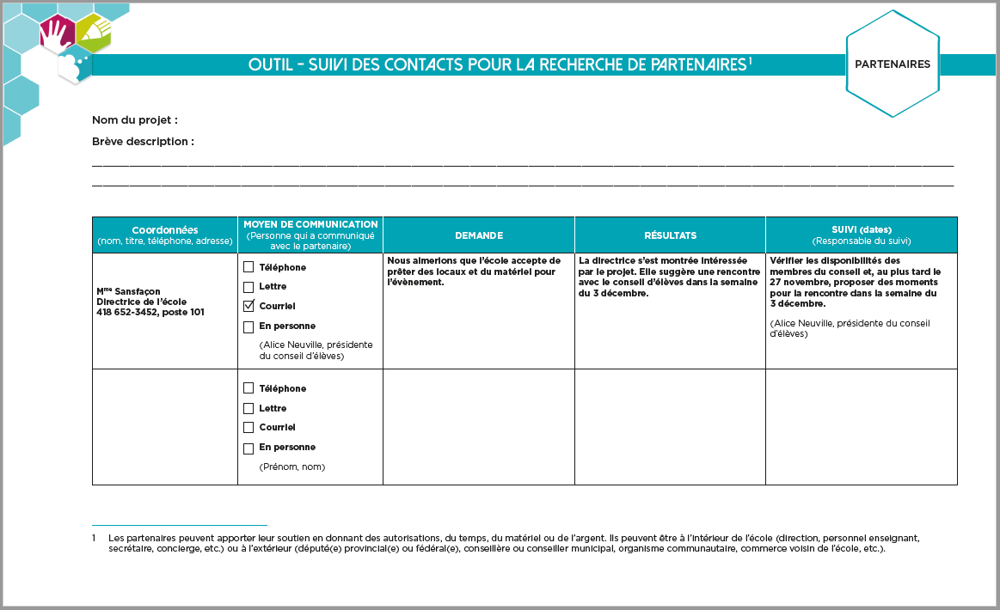 OUTIL – SUIVI DES CONTACTS POUR LA RECHERCHE DE PARTENAIRES1
PARTENAIRES
Nom du projet :
Brève description :
Coordonnées
(nom, titre, téléphone, adresse)
MOYEN DE COMMUNICATION
(Personne qui a communiqué
avec le partenaire)
DEMANDE
RÉSULTATS
SUIVI (dates)
(Responsable du suivi)
Mme Sansfaçon
Directrice de l'école
418 652-3452, poste 101
Téléphone
Lettre
Courriel
En personne
(Alice Neuville, présidente
du conseil d'élèves)
Nous aimerions que l'école accepte de
prêter des locaux et du matériel pour
l'évènement.
La directrice s'est montrée intéressée
par le projet. Elle suggère une rencontre
avec le conseil d'élèves dans la semaine
du 3 décembre.
Vérifier les disponibilités des
membres du conseil et, au plus tard le
27 novembre, proposer des moments
pour la rencontre dans la semaine du
3 décembre.
(Alice Neuville, présidente du conseil
d'élèves)
Téléphone
Lettre
Courriel
En personne
(Prénom, nom)
1 Les partenaires peuvent apporter leur soutien en donnant des autorisations, du temps, du matériel ou de l'argent. Ils peuvent être à l'intérieur de l'école (direction, personnel enseignant,
secrétaire, concierge, etc.) ou à l'extérieur (député(e) provincial(e) ou fédéral(e), conseillère ou conseiller municipal, organisme communautaire, commerce voisin de l'école, etc.).